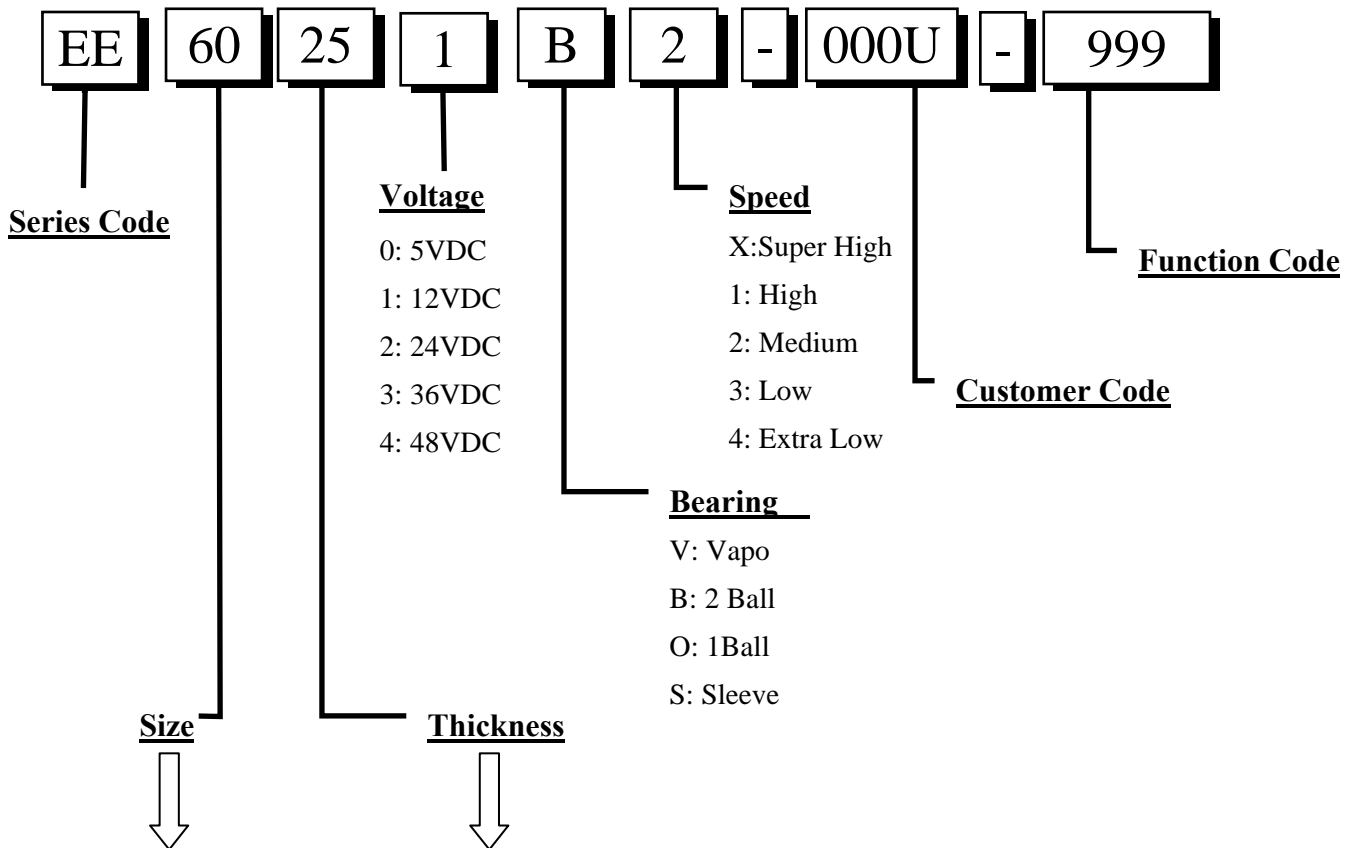 EE 60 25 1 B 2 - 000U - 999
Series Code
Voltage
0: 5VDC
1: 12VDC
2: 24VDC
3: 36VDC
4: 48VDC
Speed
X:Super High
1: High
2: Medium
3: Low
4: Extra Low
Function Code
Customer Code
Bearing
V: Vapo
B: 2 Ball
O: 1Ball
S: Sleeve
Size
Thickness